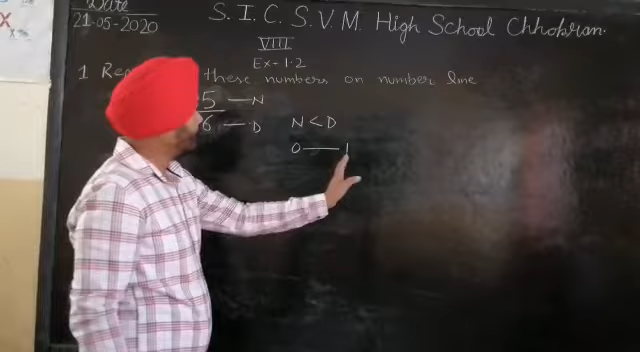 Date
21-05-2020
S. I. C. S. V. M. High School Chhokran.
VIII
Ex-1.2
1 Re these numbers on number line
5 — N
6 — D
N < D
0 — 1